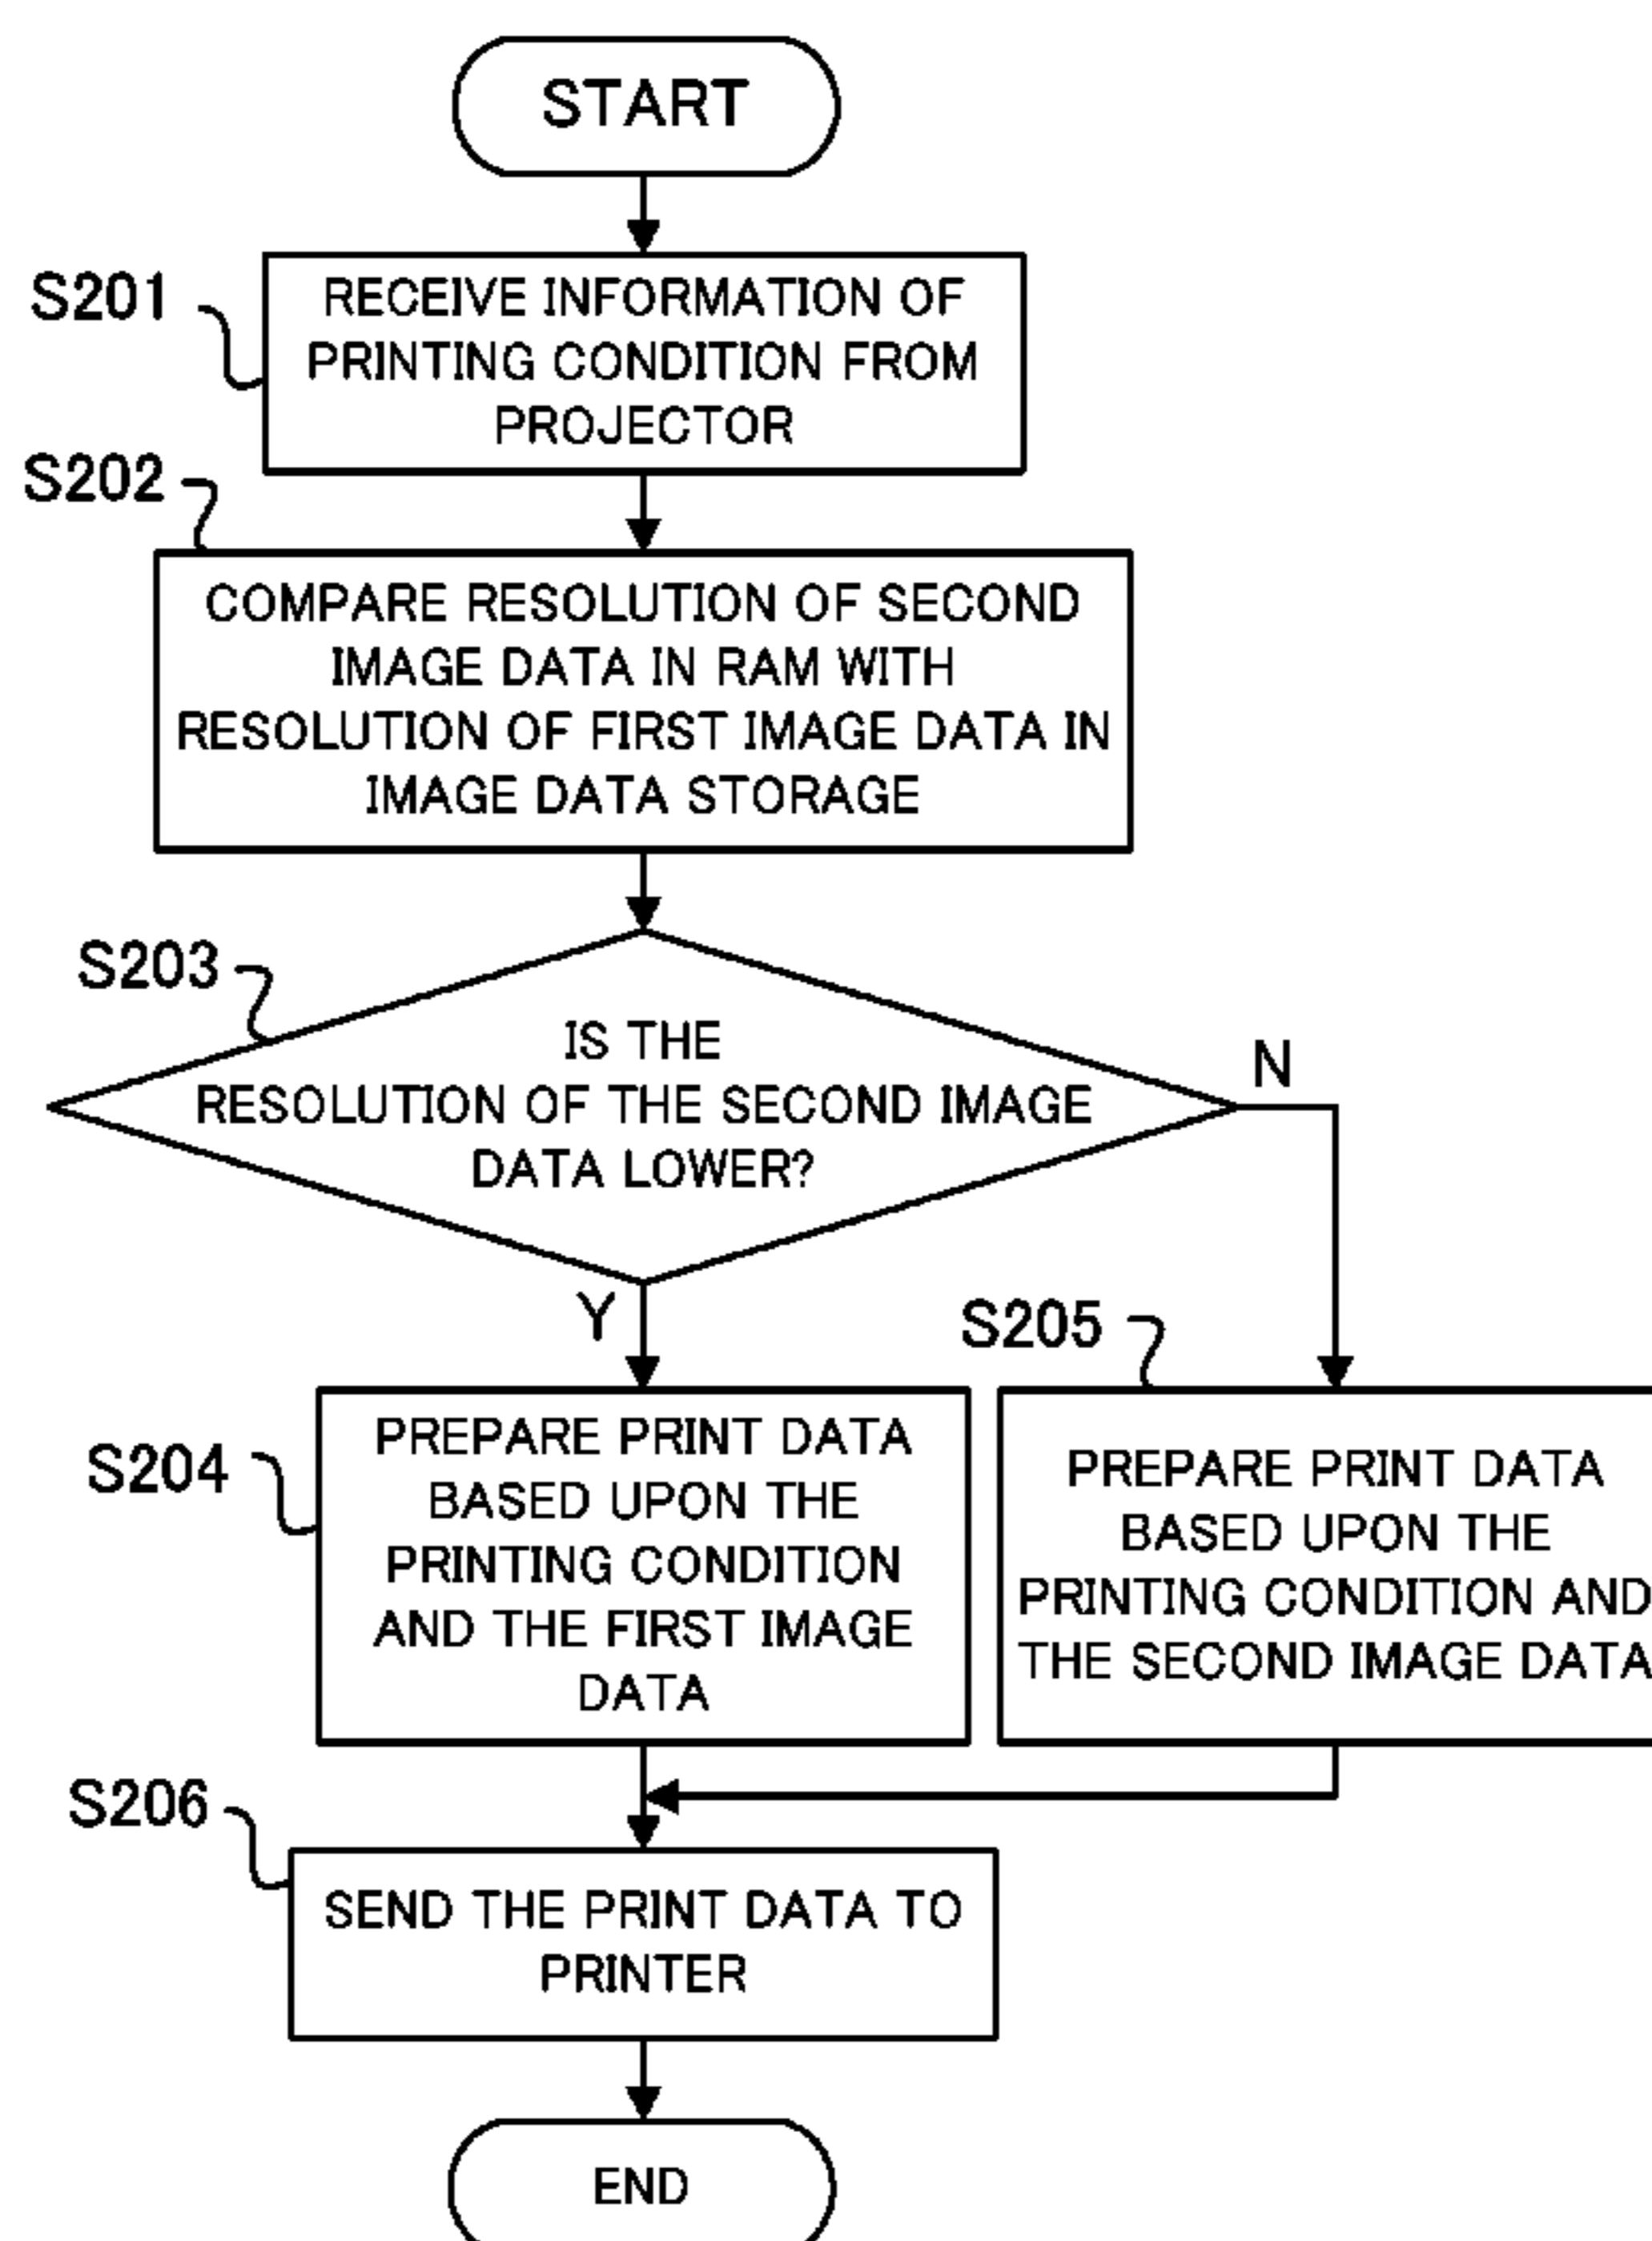 START
S201
RECEIVE INFORMATION OF
PRINTING CONDITION FROM
PROJECTOR
S202
COMPARE RESOLUTION OF SECOND
IMAGE DATA IN RAM WITH
RESOLUTION OF FIRST IMAGE DATA IN
IMAGE DATA STORAGE
S203
IS THE
RESOLUTION OF THE SECOND IMAGE
DATA LOWER?
N
Y
S204
PREPARE PRINT DATA
BASED UPON THE
PRINTING CONDITION
AND THE FIRST IMAGE
DATA
S205
PREPARE PRINT DATA
BASED UPON THE
PRINTING CONDITION AND
THE SECOND IMAGE DATA
S206
SEND THE PRINT DATA TO
PRINTER
END